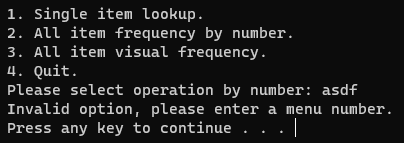 1. Single item lookup.
2. All item frequency by number.
3. All item visual frequency.
4. Quit.
Please select operation by number: asdf
Invalid option, please enter a menu number.
Press any key to continue . . .